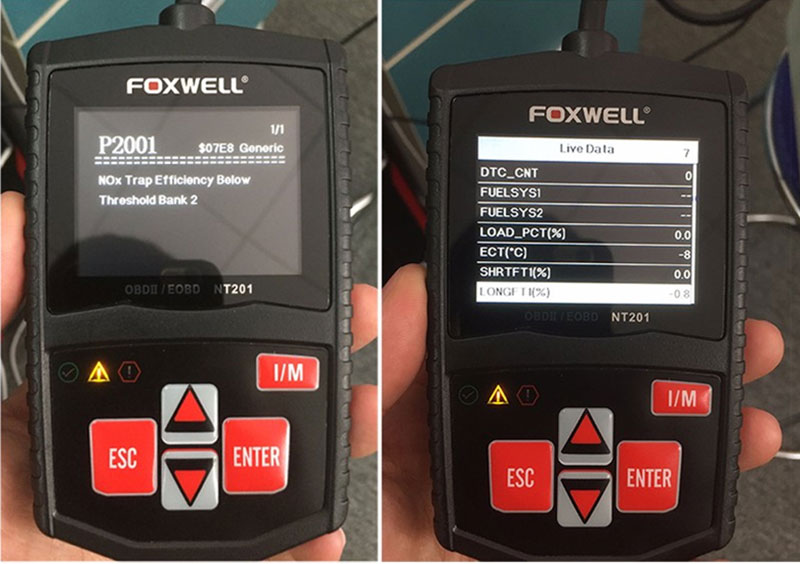 FOXWELL®
1/1
P2001 $07E8 Generic
NOx Trap Efficiency Below
Threshold Bank 2
OBDII / EOBD NT201
I/M
ESC
ENTER
FOXWELL®
Live Data 7
DTC_CNT 0
FUELSYS1 --
FUELSYS2 --
LOAD_PCT(%) 0.0
ECT(°C) -8
SHRTFT1(%) 0.0
LONGFT1(%) -0.8
OBDII / EOBD NT201
I/M
ESC
ENTER